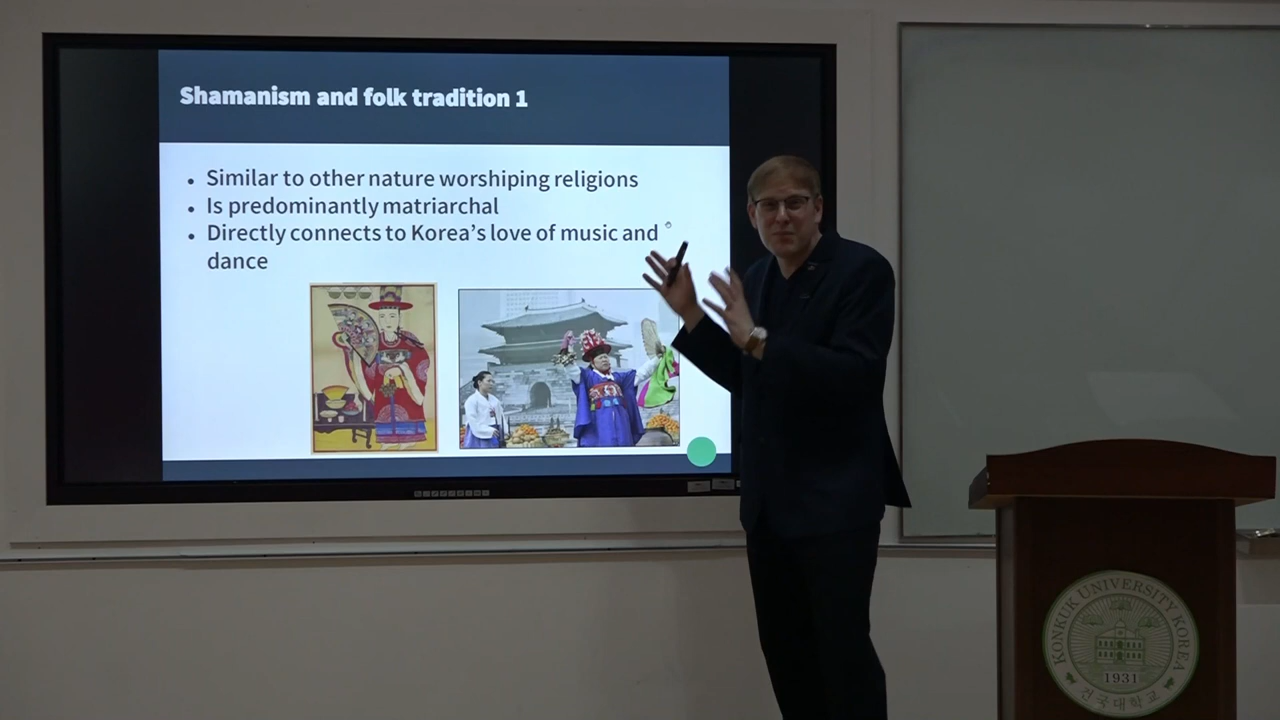 Shamanism and folk tradition 1
• Similar to other nature worshiping religions
• Is predominantly matriarchal
• Directly connects to Korea's love of music and
dance
KONKUK UNIVERSITY KOREA
1931
건국대학교